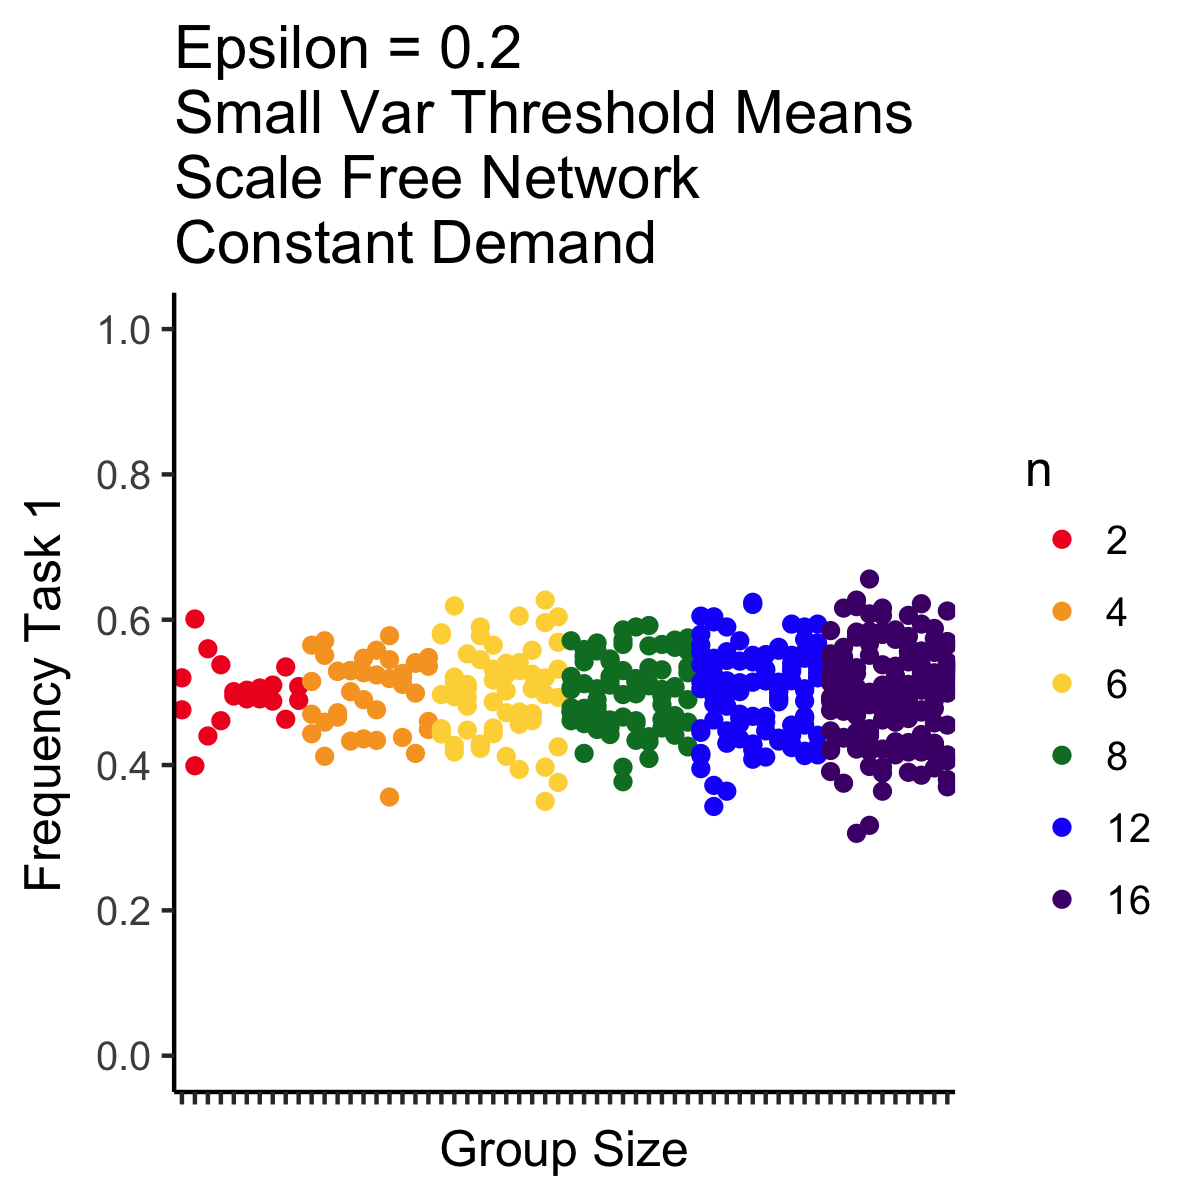 Epsilon = 0.2
Small Var Threshold Means
Scale Free Network
Constant Demand
1.0
0.8
0.6
0.4
0.2
0.0
Frequency Task 1
Group Size
n
2
4
6
8
12
16